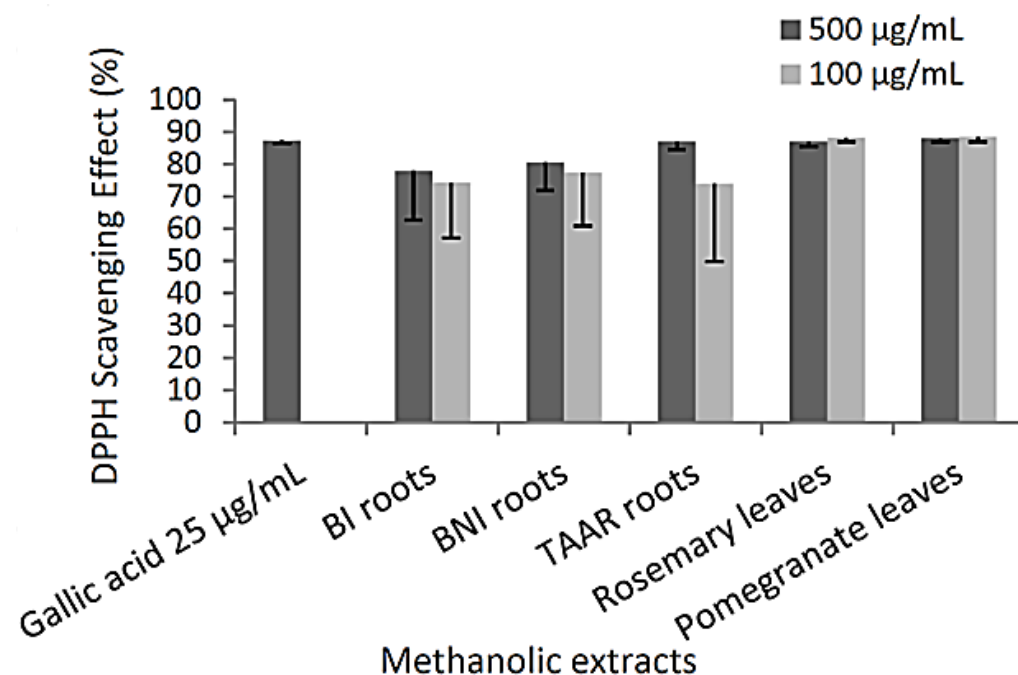 500 µg/mL
100 µg/mL
DPPH Scavenging Effect (%)
100
90
80
70
60
50
40
30
20
10
0
Gallic acid 25 µg/mL
BI roots
BNI roots
TAAR roots
Rosemary leaves
Pomegranate leaves
Methanolic extracts